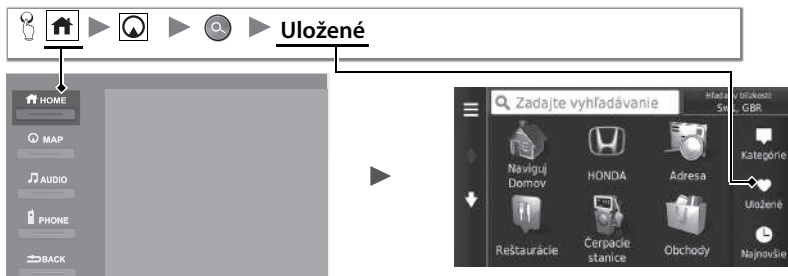 Uložené
HOME
MAP
AUDIO
PHONE
BACK
Zadajte vyhľadávanie
Hľadať v blízkosti:
GBR
Kategórie
Naviguj
Domov
HONDA
Adresa
Uložené
Reštaurácie
Čerpacie
stanice
Obchody
Najnovšie